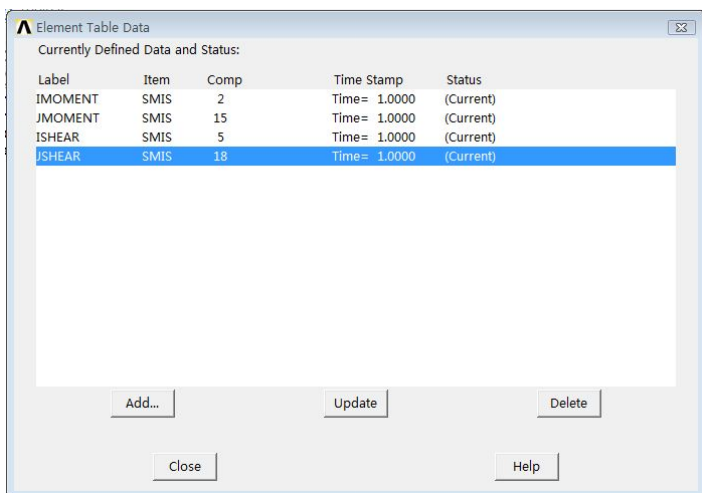 Element Table Data
Currently Defined Data and Status:
Label Item Comp Time Stamp Status
IMOMENT SMIS 2 Time= 1.0000 (Current)
JMOMENT SMIS 15 Time= 1.0000 (Current)
ISHEAR SMIS 5 Time= 1.0000 (Current)
JSHEAR SMIS 18 Time= 1.0000 (Current)
Add... Update Delete
Close Help